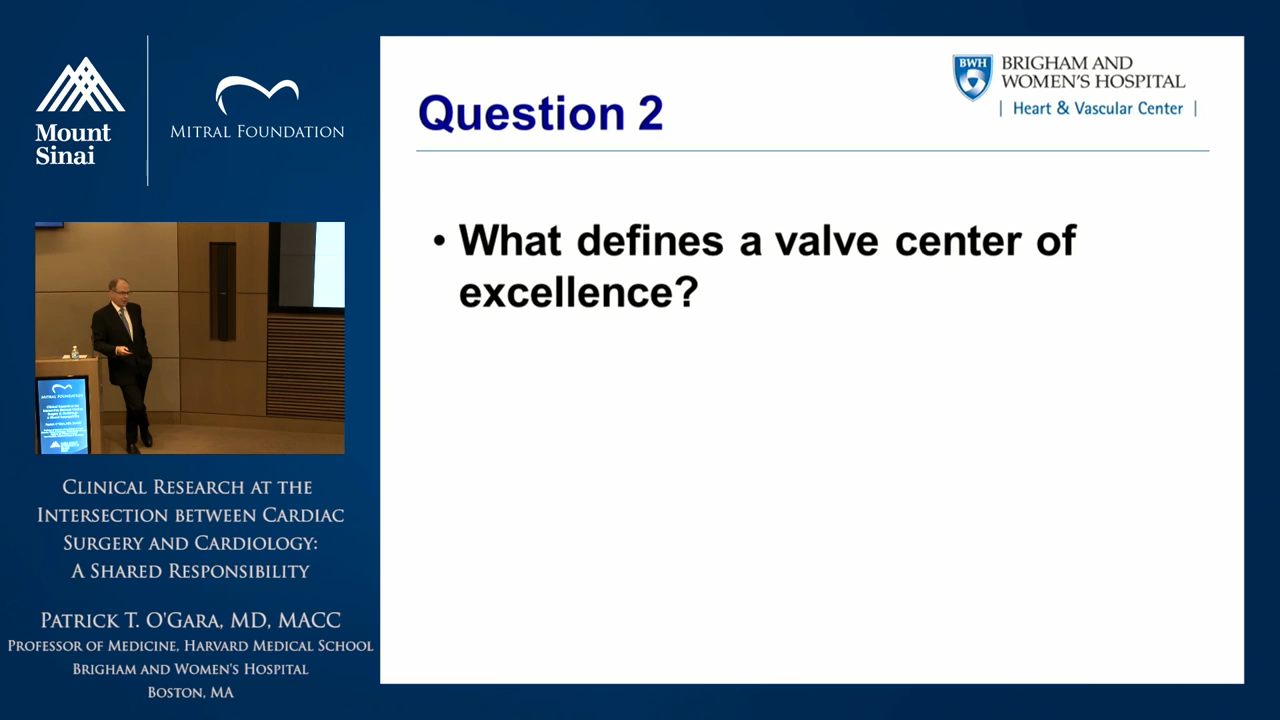 Mount
Sinai
MITRAL FOUNDATION
BWH
BRIGHAM AND
WOMEN'S HOSPITAL
| Heart & Vascular Center |
Question 2
• What defines a valve center of
excellence?
MITRAL FOUNDATION
CLINICAL RESEARCH AT THE
INTERSECTION BETWEEN CARDIAC
SURGERY AND CARDIOLOGY:
A SHARED RESPONSIBILITY
PATRICK T. O'GARA, MD, MACC
PROFESSOR OF MEDICINE, HARVARD MEDICAL SCHOOL
BRIGHAM AND WOMEN'S HOSPITAL
BOSTON, MA